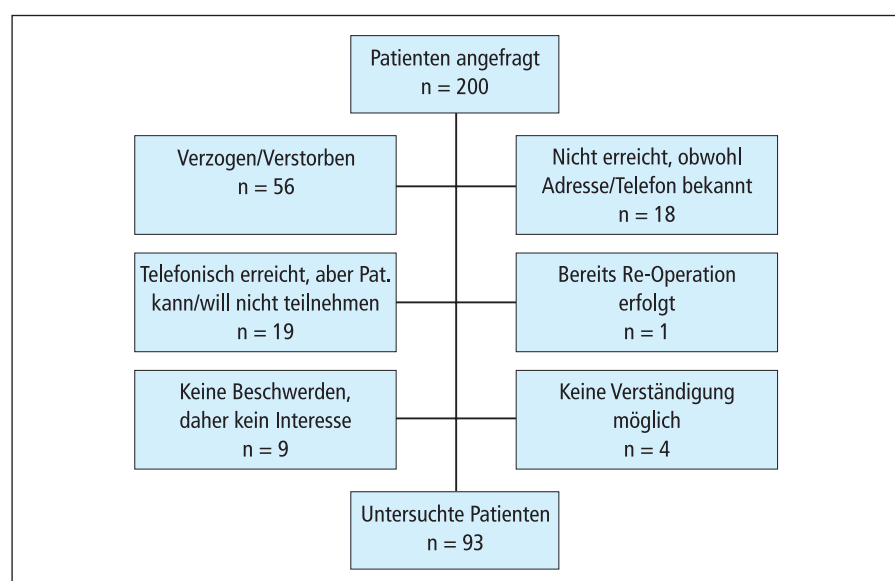 Patienten angefragt
n = 200
Verzogen/Verstorben
n = 56
Nicht erreicht, obwohl
Adresse/Telefon bekannt
n = 18
Telefonisch erreicht, aber Pat.
kann/will nicht teilnehmen
n = 19
Bereits Re-Operation
erfolgt
n = 1
Keine Beschwerden,
daher kein Interesse
n = 9
Keine Verständigung
möglich
n = 4
Untersuchte Patienten
n = 93